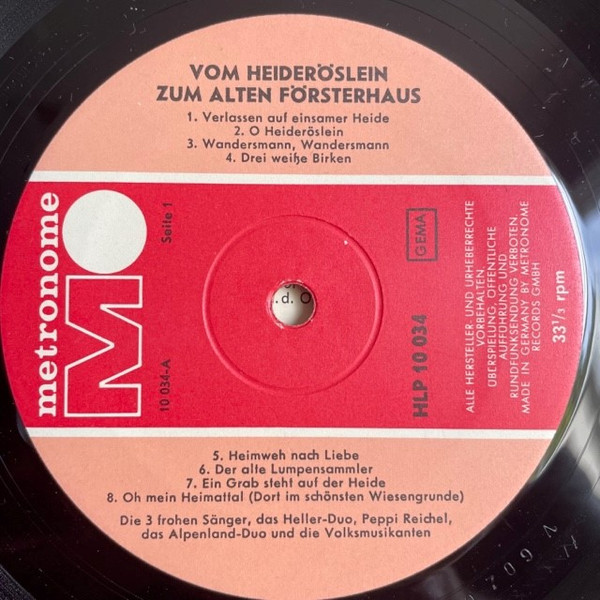 VOM HEIDERÖSLEIN
ZUM ALTEN FÖRSTERHAUS
1. Verlassen auf einsamer Heide
2. O Heideröslein
3. Wandersmann, Wandersmann
4. Drei weiße Birken
metronome
Seite 1
10 034-A
.d. O
GEMA
HLP 10 034
ALLE HERSTELLER- UND URHEBERRECHTE
VORBEHALTEN.
ÜBERSPIELUNG, ÖFFENTLICHE
AUFFÜHRUNG UND
RUNDFUNKSENDUNG VERBOTEN
MADE IN GERMANY BY METRONOME
RECORDS GMBH
33 1/3 rpm
5. Heimweh nach Liebe
6. Der alte Lumpensammler
7. Ein Grab steht auf der Heide
8. Oh mein Heimattal (Dort im schönsten Wiesengrunde)
Die 3 frohen Sänger, das Heller-Duo, Peppi Reichel,
das Alpenland-Duo und die Volksmusikanten